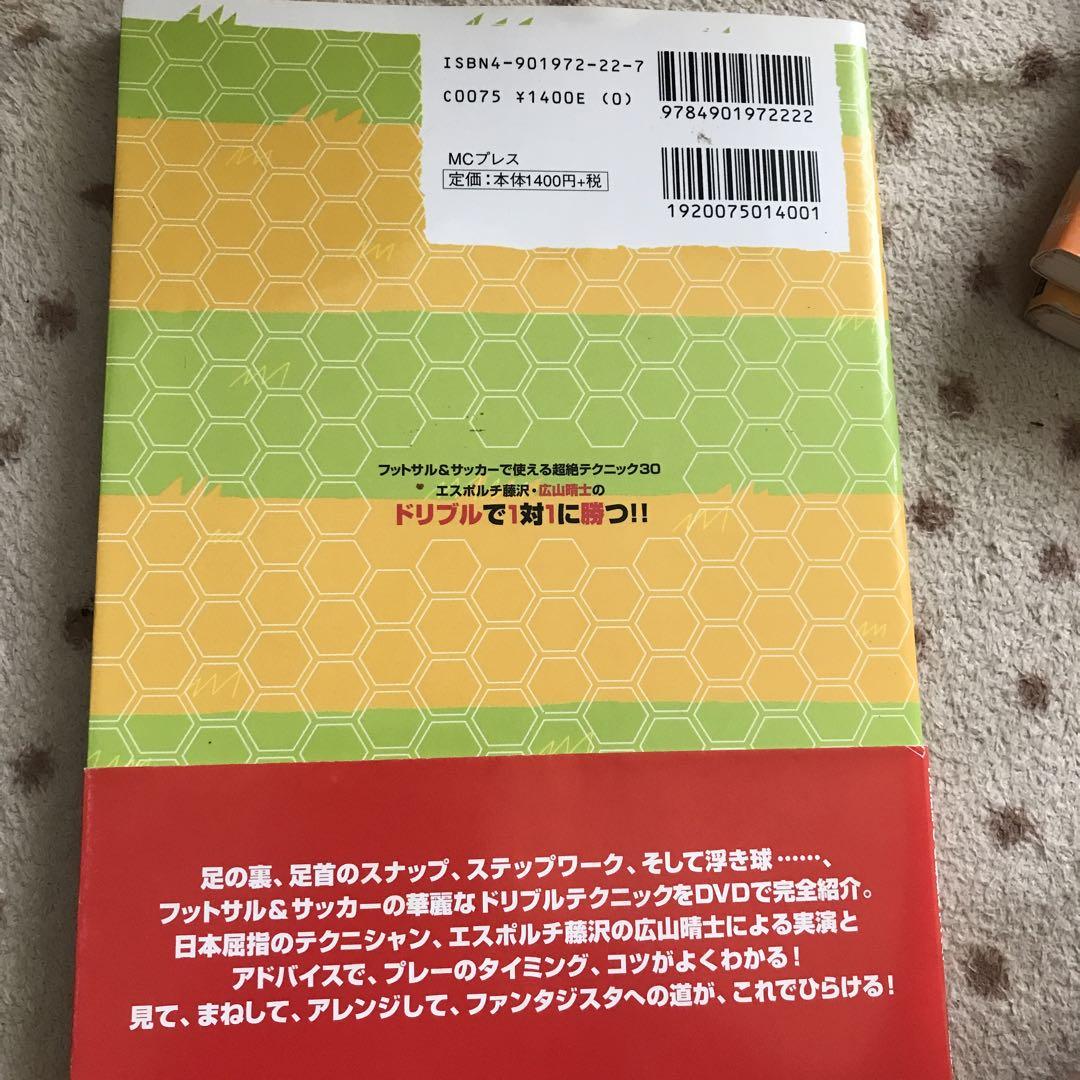 ISBN4-901972-22-7
C0075 ¥1400E (0)
9784901972222
MCプレス
定価：本体1400円+税
1920075014001
フットサル＆サッカーで使える超絶テクニック30
エスポルチ藤沢・広山晴士の
ドリブルで1対1に勝つ!!
足の裏、足首のスナップ、ステップワーク、そして浮き球……、
フットサル＆サッカーの華麗なドリブルテクニックをDVDで完全紹介。
日本屈指のテクニシャン、エスポルチ藤沢の広山晴士による実演と
アドバイスで、プレーのタイミング、コツがよくわかる！
見て、まねして、アレンジして、ファンタジスタへの道が、これでひらける！